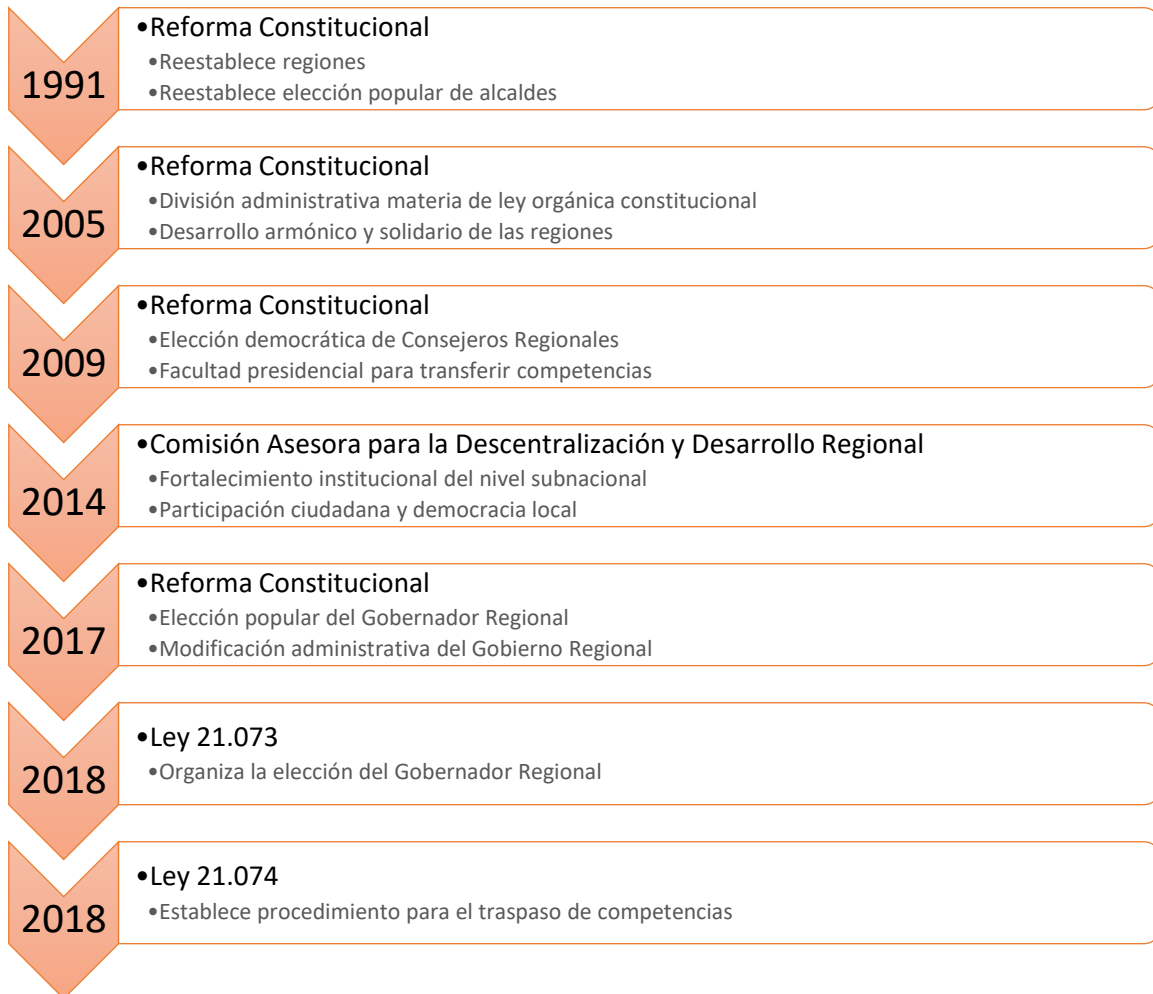 1991
•Reforma Constitucional
•Reestablece regiones
•Reestablece elección popular de alcaldes
2005
•Reforma Constitucional
•División administrativa materia de ley orgánica constitucional
•Desarrollo armónico y solidario de las regiones
2009
•Reforma Constitucional
•Elección democrática de Consejeros Regionales
•Facultad presidencial para transferir competencias
2014
•Comisión Asesora para la Descentralización y Desarrollo Regional
•Fortalecimiento institucional del nivel subnacional
•Participación ciudadana y democracia local
2017
•Reforma Constitucional
•Elección popular del Gobernador Regional
•Modificación administrativa del Gobierno Regional
2018
•Ley 21.073
•Organiza la elección del Gobernador Regional
2018
•Ley 21.074
•Establece procedimiento para el traspaso de competencias